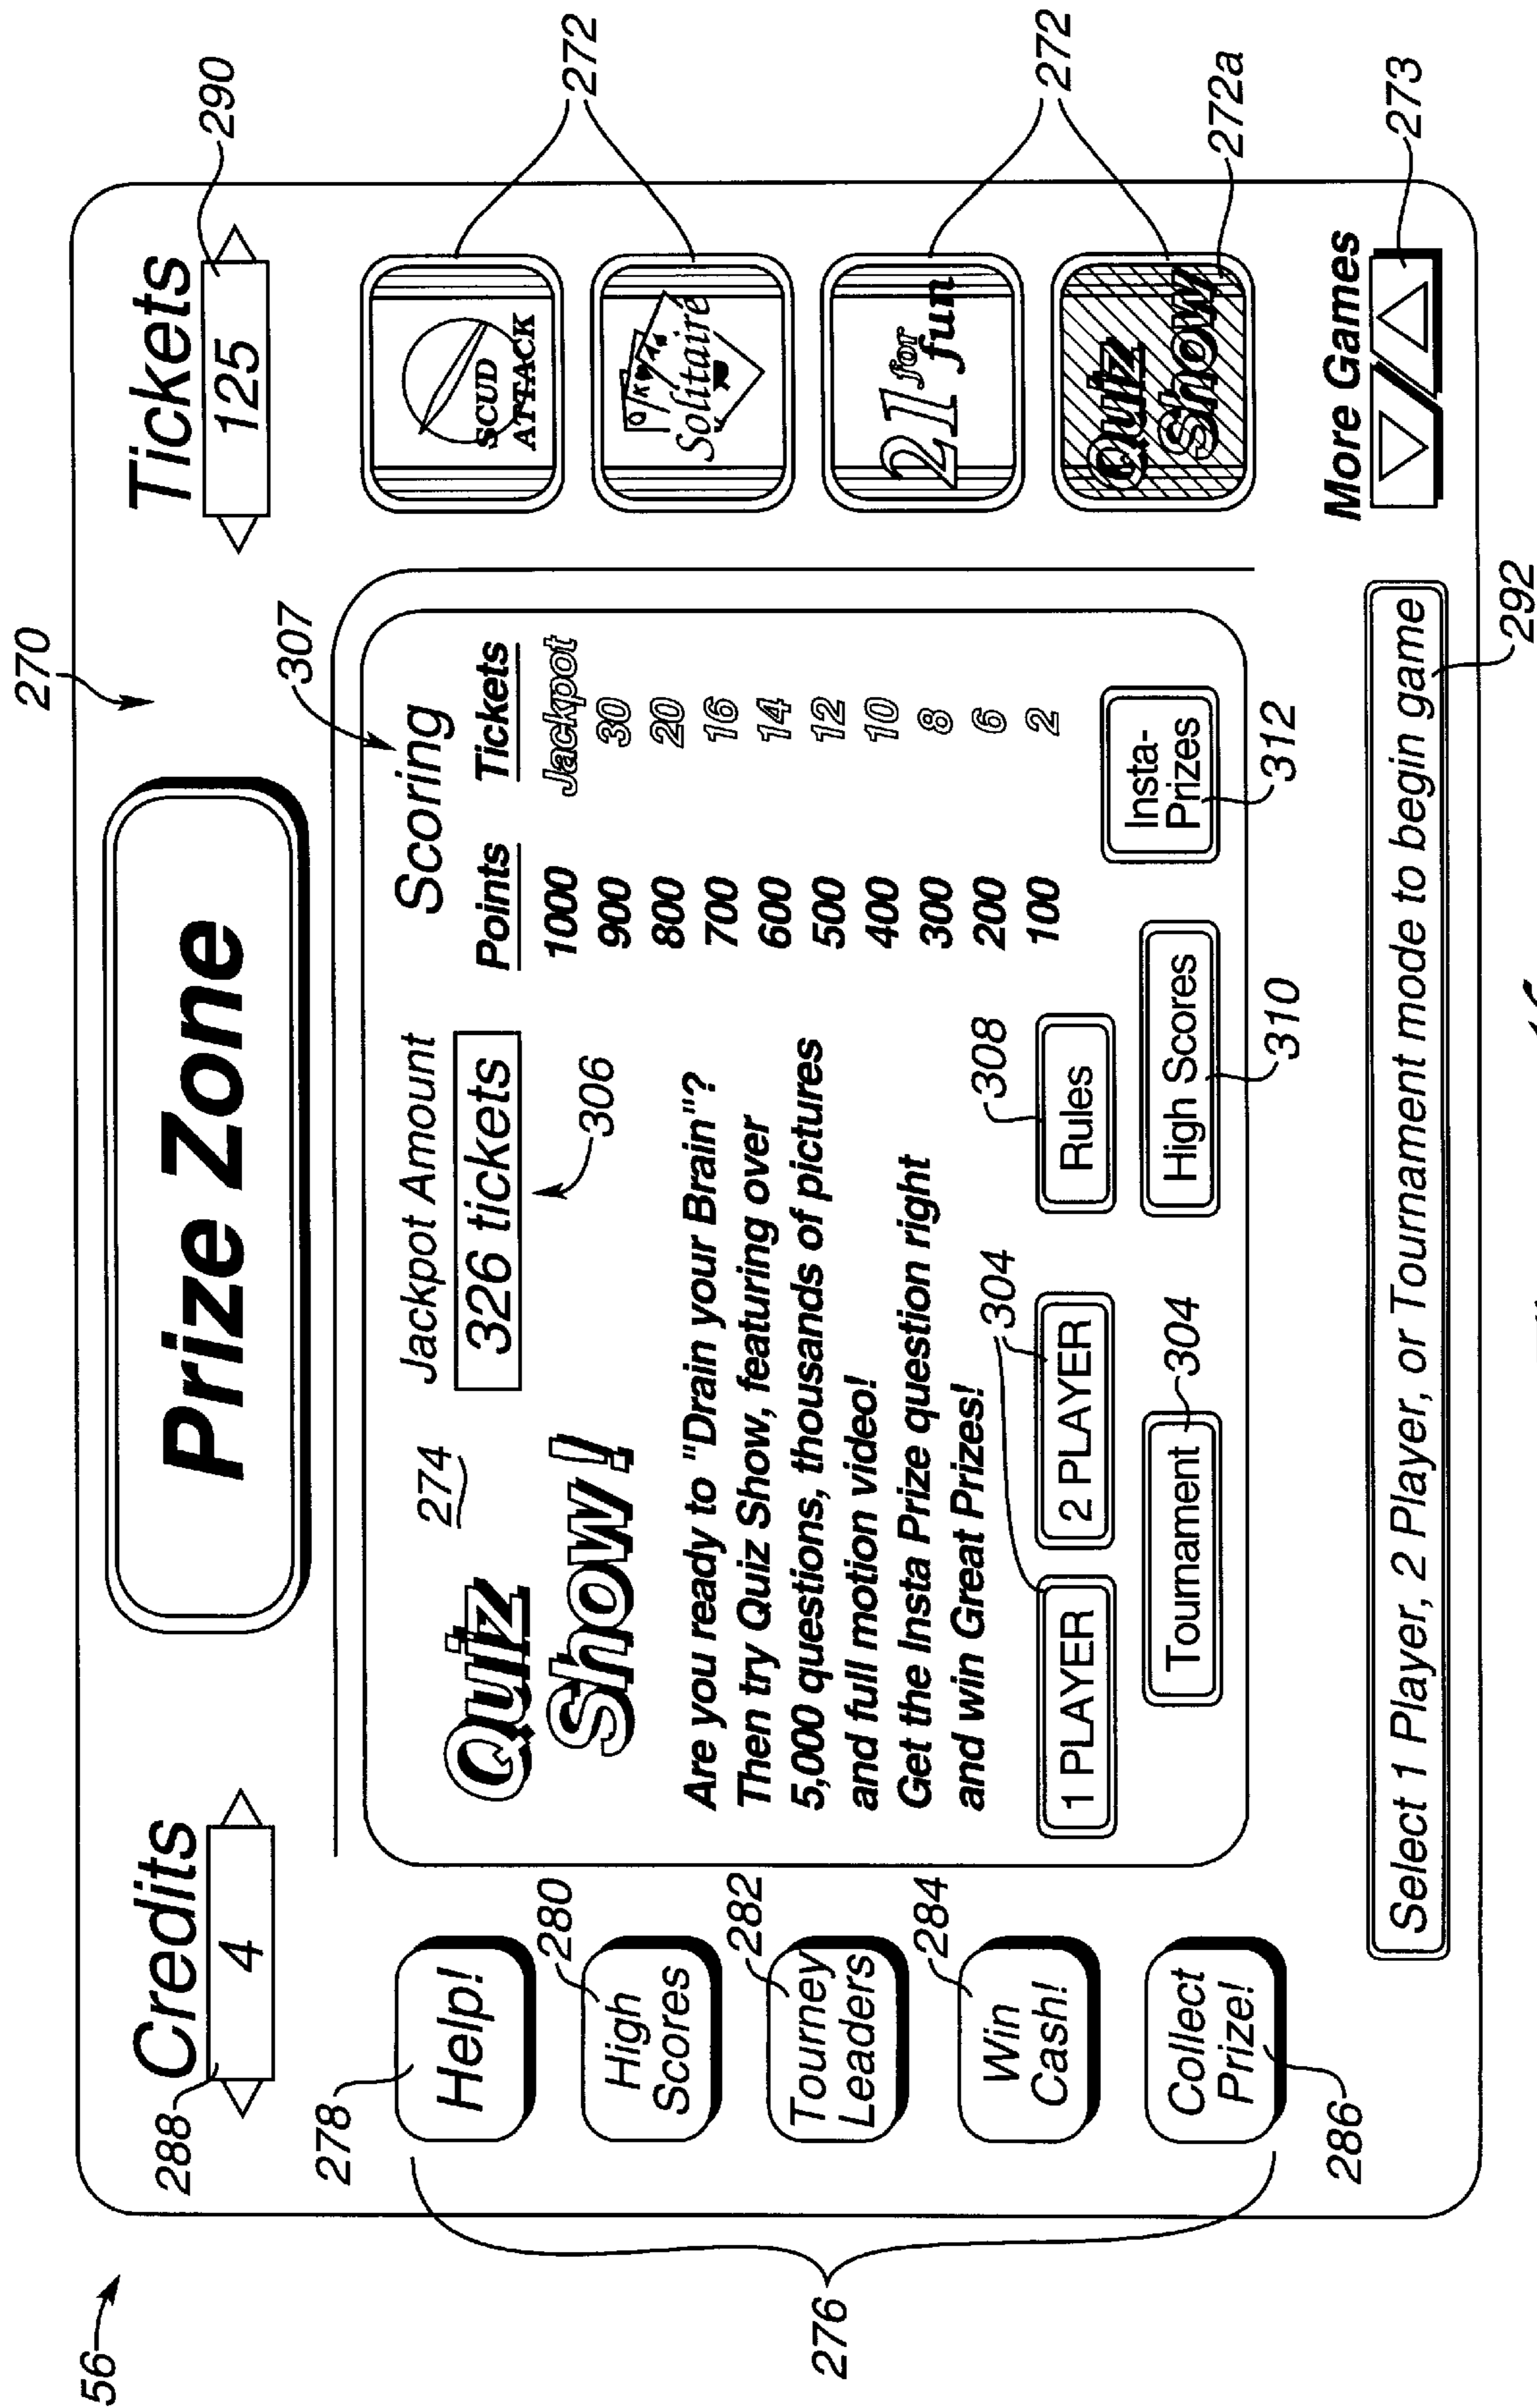 56
270
Prize Zone
Credits
288
4
Tickets
290
125
307
276
278
Help!
280
High
Scores
282
Tourney
Leaders
284
Win
Cash!
286
Collect
Prize!
Quiz
Show!
274
Jackpot Amount
326 tickets
306
Are you ready to "Drain your Brain"?
Then try Quiz Show, featuring over
5,000 questions, thousands of pictures
and full motion video!
Get the Insta Prize question right
and win Great Prizes!
304
308
1 PLAYER
2 PLAYER
Rules
Tournament
304
High Scores
310
Insta-
Prizes
312
Scoring
Points Tickets
1000 Jackpot
900 30
800 20
700 16
600 14
500 12
400 10
300 8
200 6
100 2
SCUD
ATTACK
272
Q K A
Solitaire
21 for
fun
272
Quiz
Show
272a
More Games
273
Select 1 Player, 2 Player, or Tournament mode to begin game
292